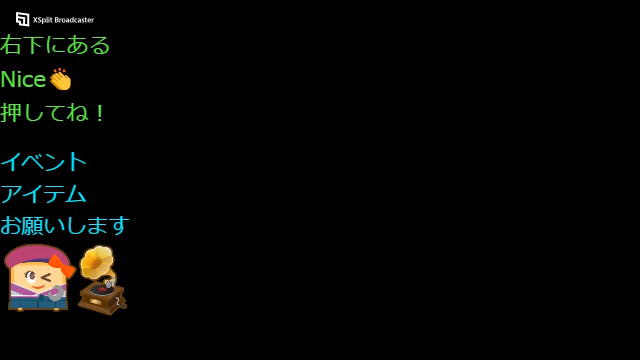 XSplit Broadcaster
右下にある
Nice👏
押してね！
イベント
アイテム
お願いします